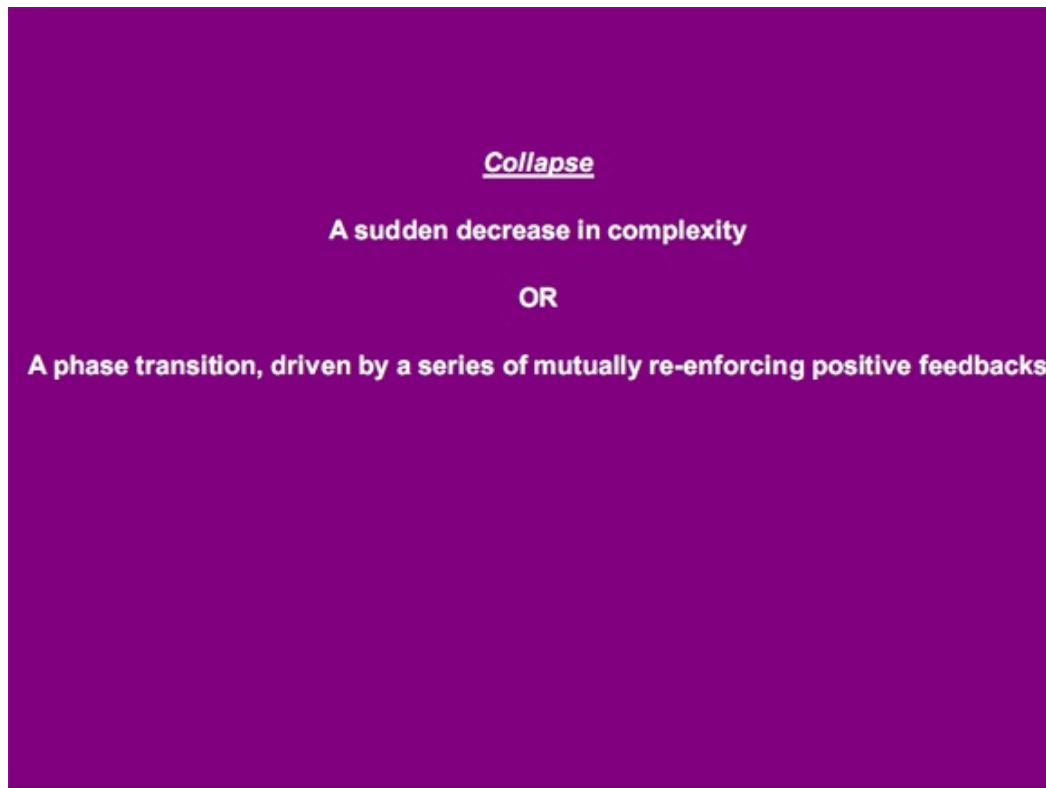 Collapse
A sudden decrease in complexity
OR
A phase transition, driven by a series of mutually re-enforcing positive feedbacks